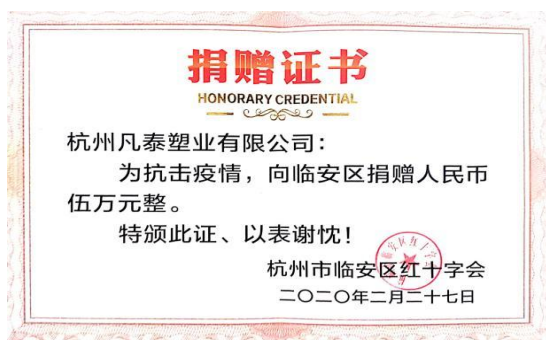 捐赠证书
HONORARY CREDENTIAL
杭州凡泰塑业有限公司：
为抗击疫情，向临安区捐赠人民币
伍万元整。
特颁此证、以表谢忱！
杭州市临安区红十字会
二〇二〇年二月二十七日